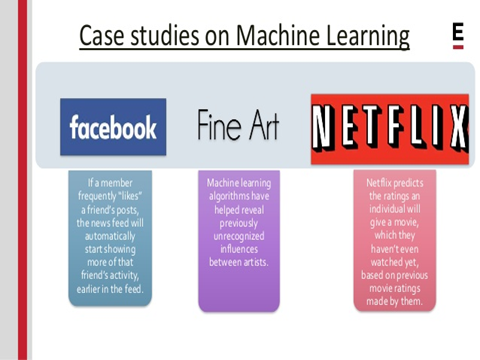 Case studies on Machine Learning
E
facebook
Fine Art
NETFLIX
If a member
frequently "likes"
a friend's posts,
the news feed will
automatically
start showing
more of that
friend's activity,
earlier in the feed.
Machine learning
algorithms have
helped reveal
previously
unrecognized
influences
between artists.
Netflix predicts
the ratings an
individual will
give a movie,
which they
haven't even
watched yet,
based on previous
movie ratings
made by them.